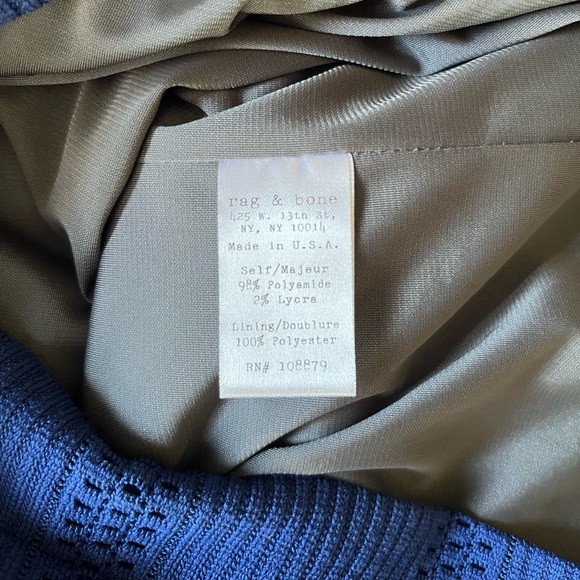 rag & bone
425 W. 13th St,
NY, NY 10014
Made in U.S.A.
Self/Majeur
98% Polyamide
2% Lycra
Lining/Doublure
100% Polyester
RN# 108879